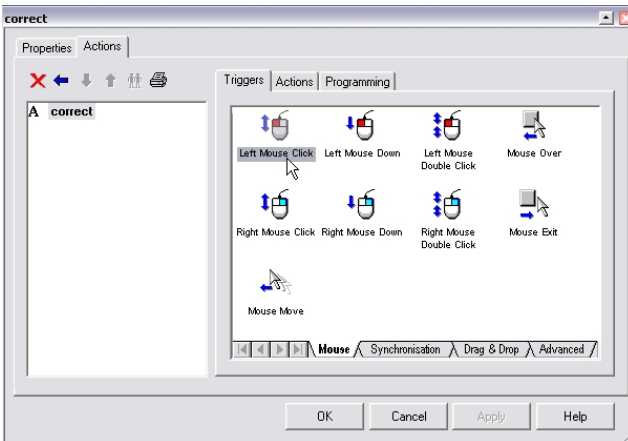 correct
Properties Actions
Triggers Actions Programming
A correct
Left Mouse Click Left Mouse Down Left Mouse Double Click Mouse Over
Right Mouse Click Right Mouse Down Right Mouse Double Click Mouse Exit
Mouse Move
Mouse Synchronisation Drag & Drop Advanced
OK Cancel Apply Help